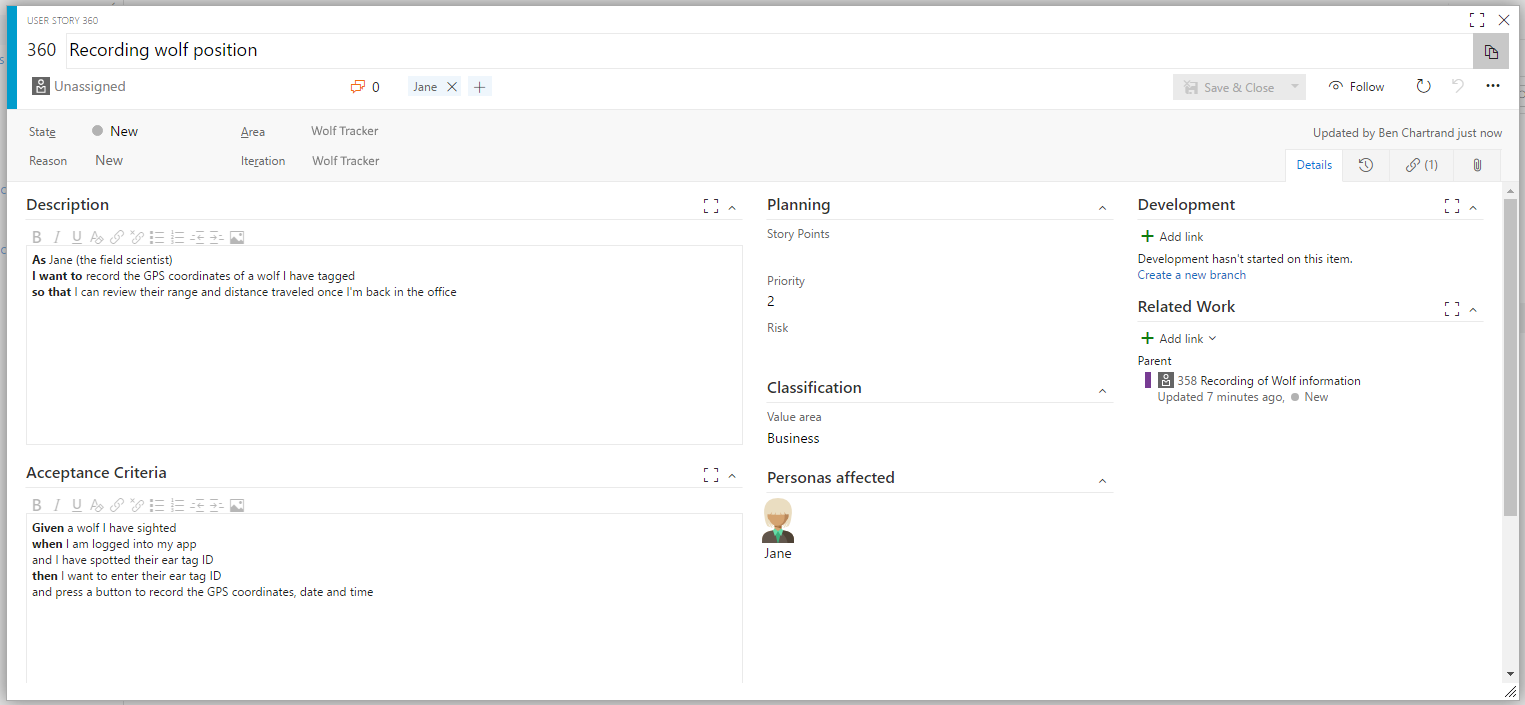 USER STORY 360
360 Recording wolf position
Unassigned 0 Jane Save & Close Follow
State New Area Wolf Tracker Updated by Ben Chartrand just now
Reason New Iteration Wolf Tracker
Details (1)
Description
B I U
As Jane (the field scientist)
I want to record the GPS coordinates of a wolf I have tagged
so that I can review their range and distance traveled once I'm back in the office
Acceptance Criteria
B I U
Given a wolf I have sighted
when I am logged into my app
and I have spotted their ear tag ID
then I want to enter their ear tag ID
and press a button to record the GPS coordinates, date and time
Planning
Story Points
Priority
2
Risk
Classification
Value area
Business
Personas affected
Jane
Development
Add link
Development hasn't started on this item.
Create a new branch
Related Work
Add link
Parent
358 Recording of Wolf information
Updated 7 minutes ago, New